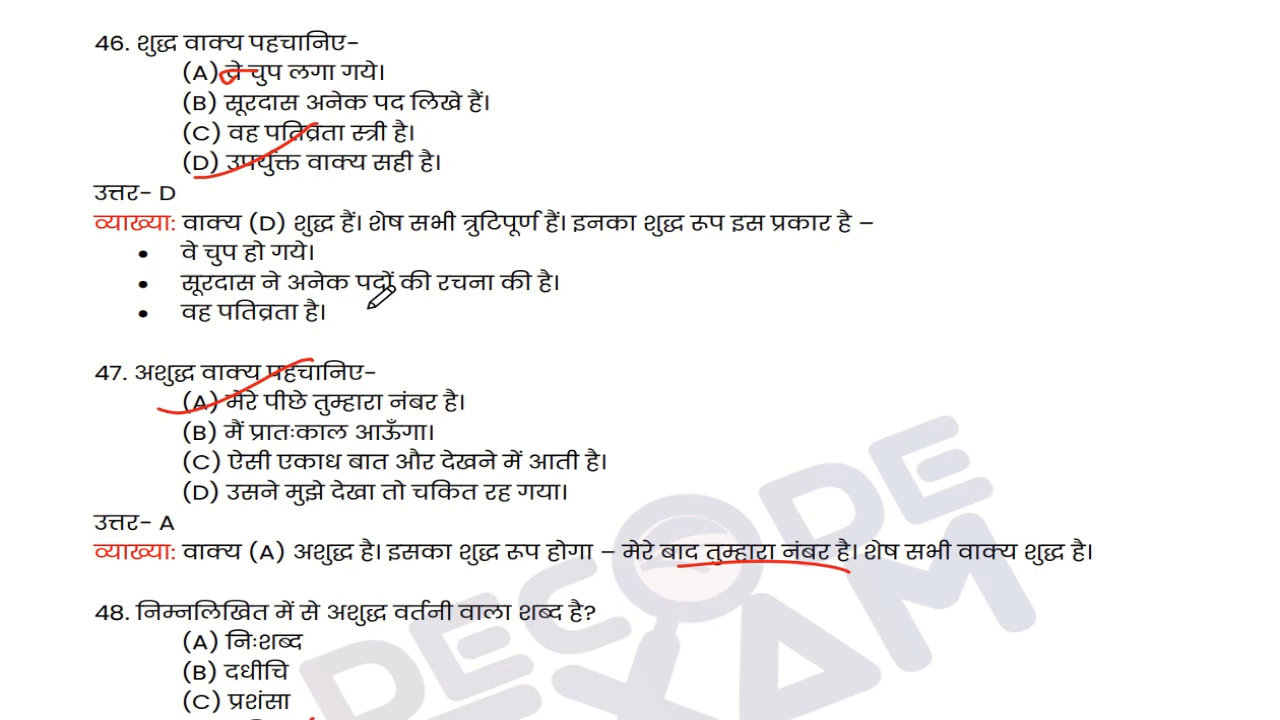 46. शुद्ध वाक्य पहचानिए-
(A) वे चुप लगा गये।
(B) सूरदास अनेक पद लिखे हैं।
(C) वह पतिव्रता स्त्री है।
(D) उपर्युक्त वाक्य सही है।
उत्तर- D
व्याख्या: वाक्य (D) शुद्ध हैं। शेष सभी त्रुटिपूर्ण हैं। इनका शुद्ध रूप इस प्रकार है –
• वे चुप हो गये।
• सूरदास ने अनेक पदों की रचना की है।
• वह पतिव्रता है।
47. अशुद्ध वाक्य पहचानिए-
(A) मेरे पीछे तुम्हारा नंबर है।
(B) मैं प्रातःकाल आऊँगा।
(C) ऐसी एकाध बात और देखने में आती है।
(D) उसने मुझे देखा तो चकित रह गया।
उत्तर- A
व्याख्या: वाक्य (A) अशुद्ध है। इसका शुद्ध रूप होगा – मेरे बाद तुम्हारा नंबर है। शेष सभी वाक्य शुद्ध है।
48. निम्नलिखित में से अशुद्ध वर्तनी वाला शब्द है?
(A) निःशब्द
(B) दधीचि
(C) प्रशंसा
DECODE
EXAM